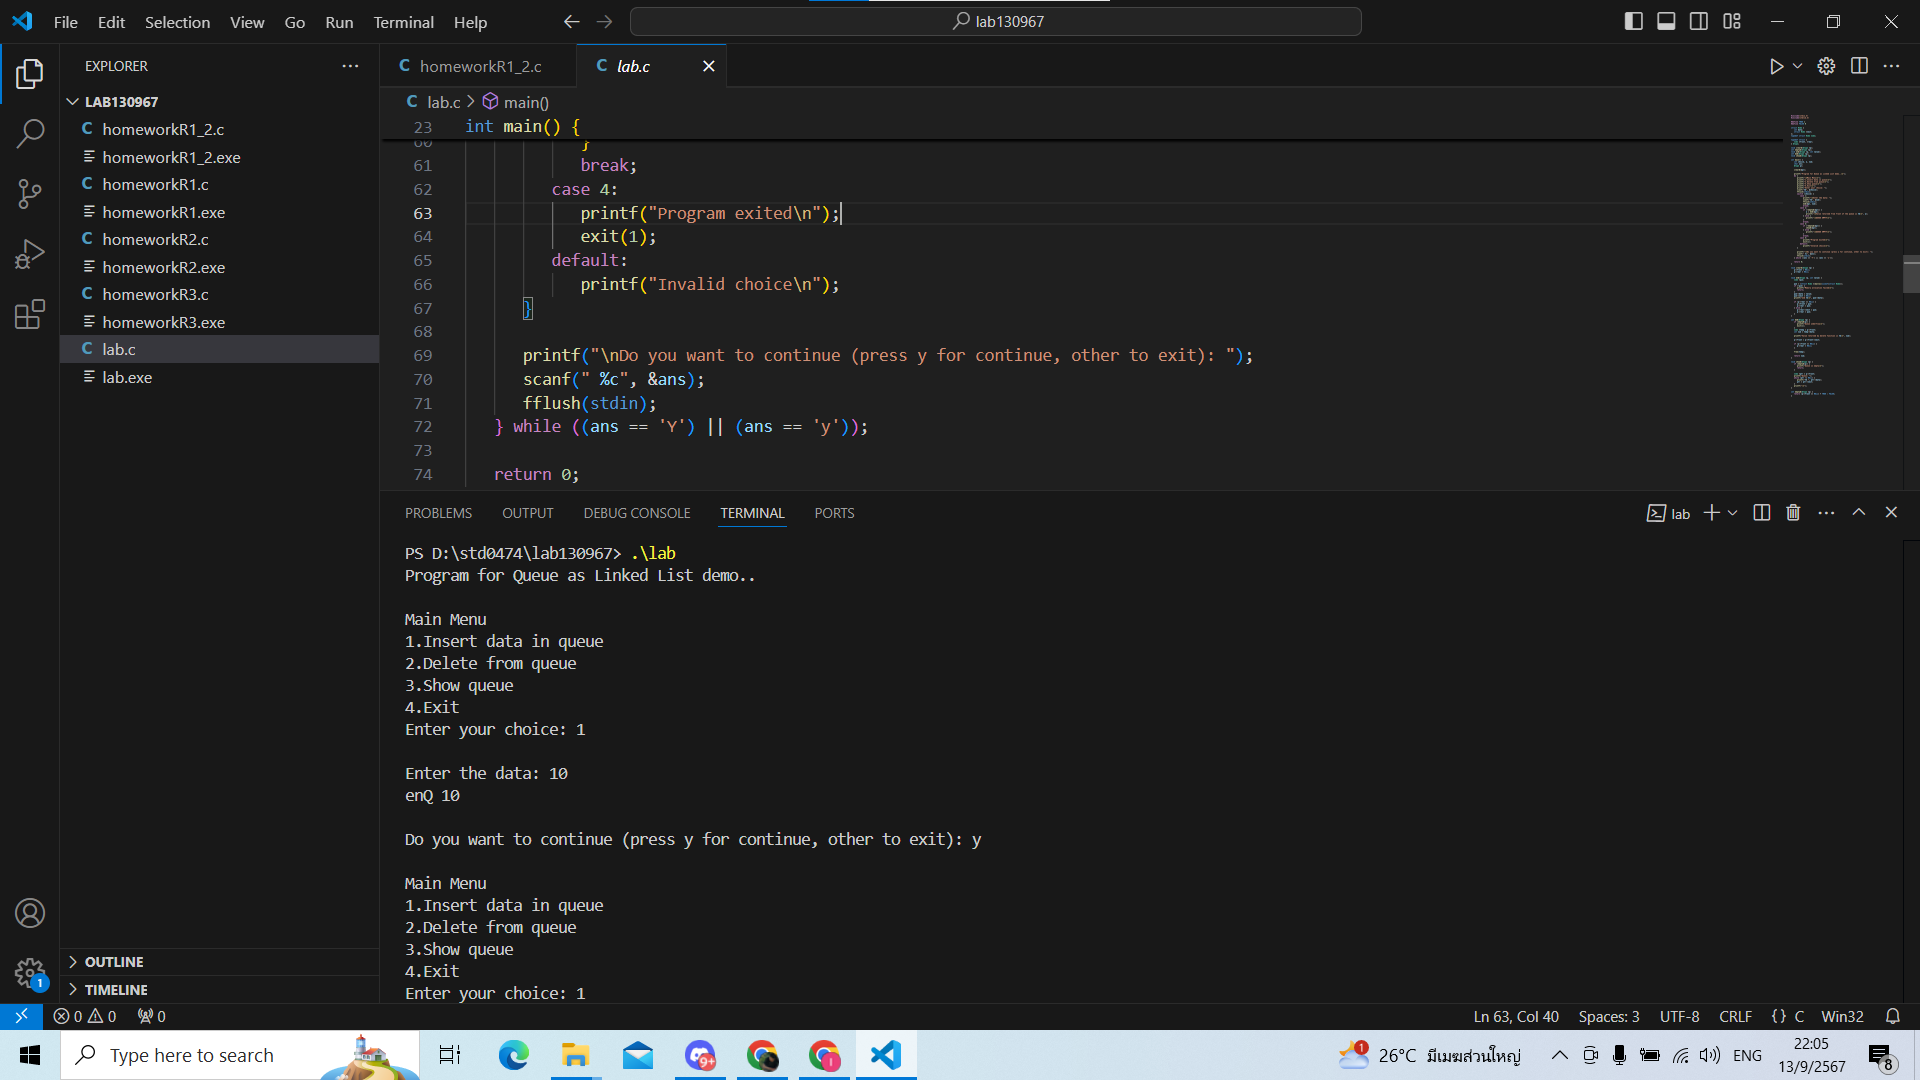 File Edit Selection View Go Run Terminal Help lab130967
EXPLORER
LAB130967
C homeworkR1_2.c
homeworkR1_2.exe
C homeworkR1.c
homeworkR1.exe
C homeworkR2.c
homeworkR2.exe
C homeworkR3.c
homeworkR3.exe
C lab.c
lab.exe
OUTLINE
TIMELINE
C homeworkR1_2.c C lab.c
C lab.c > main()
23 int main() {
60 }
61 break;
62 case 4:
63 printf("Program exited\n");
64 exit(1);
65 default:
66 printf("Invalid choice\n");
67 }
68
69 printf("\nDo you want to continue (press y for continue, other to exit): ");
70 scanf(" %c", &ans);
71 fflush(stdin);
72 } while ((ans == 'Y') || (ans == 'y'));
73
74 return 0;
PROBLEMS OUTPUT DEBUG CONSOLE TERMINAL PORTS lab
PS D:\std0474\lab130967> .\lab
Program for Queue as Linked List demo..
Main Menu
1.Insert data in queue
2.Delete from queue
3.Show queue
4.Exit
Enter your choice: 1
Enter the data: 10
enQ 10
Do you want to continue (press y for continue, other to exit): y
Main Menu
1.Insert data in queue
2.Delete from queue
3.Show queue
4.Exit
Enter your choice: 1
1
0 0 0 Ln 63, Col 40 Spaces: 3 UTF-8 CRLF {} C Win32
Type here to search 9+ 1 26°C มีเมฆส่วนใหญ่ ENG 22:05
13/9/2567 8